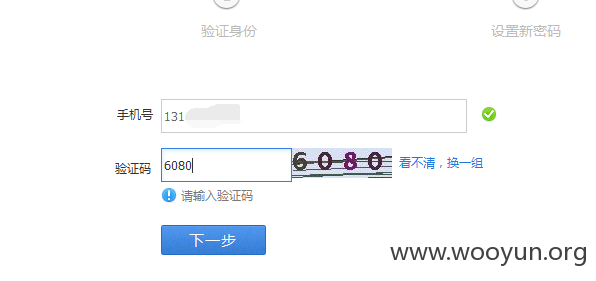 验证身份 设置新密码
手机号 131
验证码 6080 6080 看不清，换一组
请输入验证码
下一步
www.wooyun.org